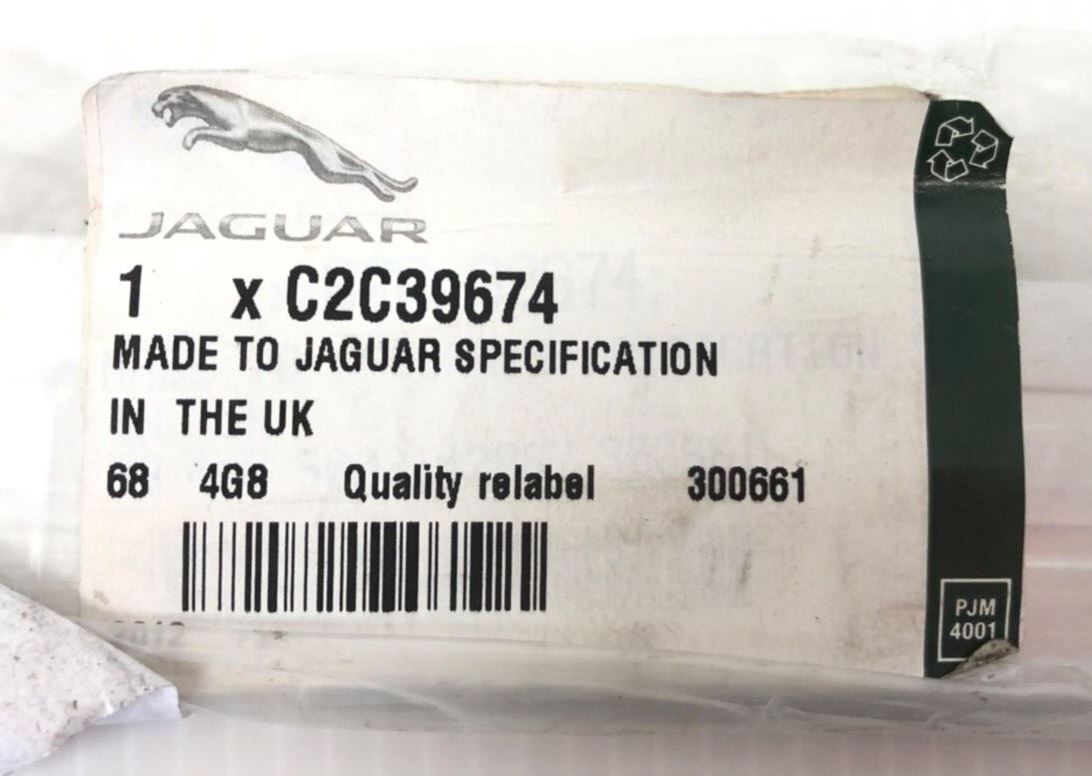 JAGUAR
1 x C2C39674
MADE TO JAGUAR SPECIFICATION
IN THE UK
68 4G8 Quality relabel 300661
PJM
4001